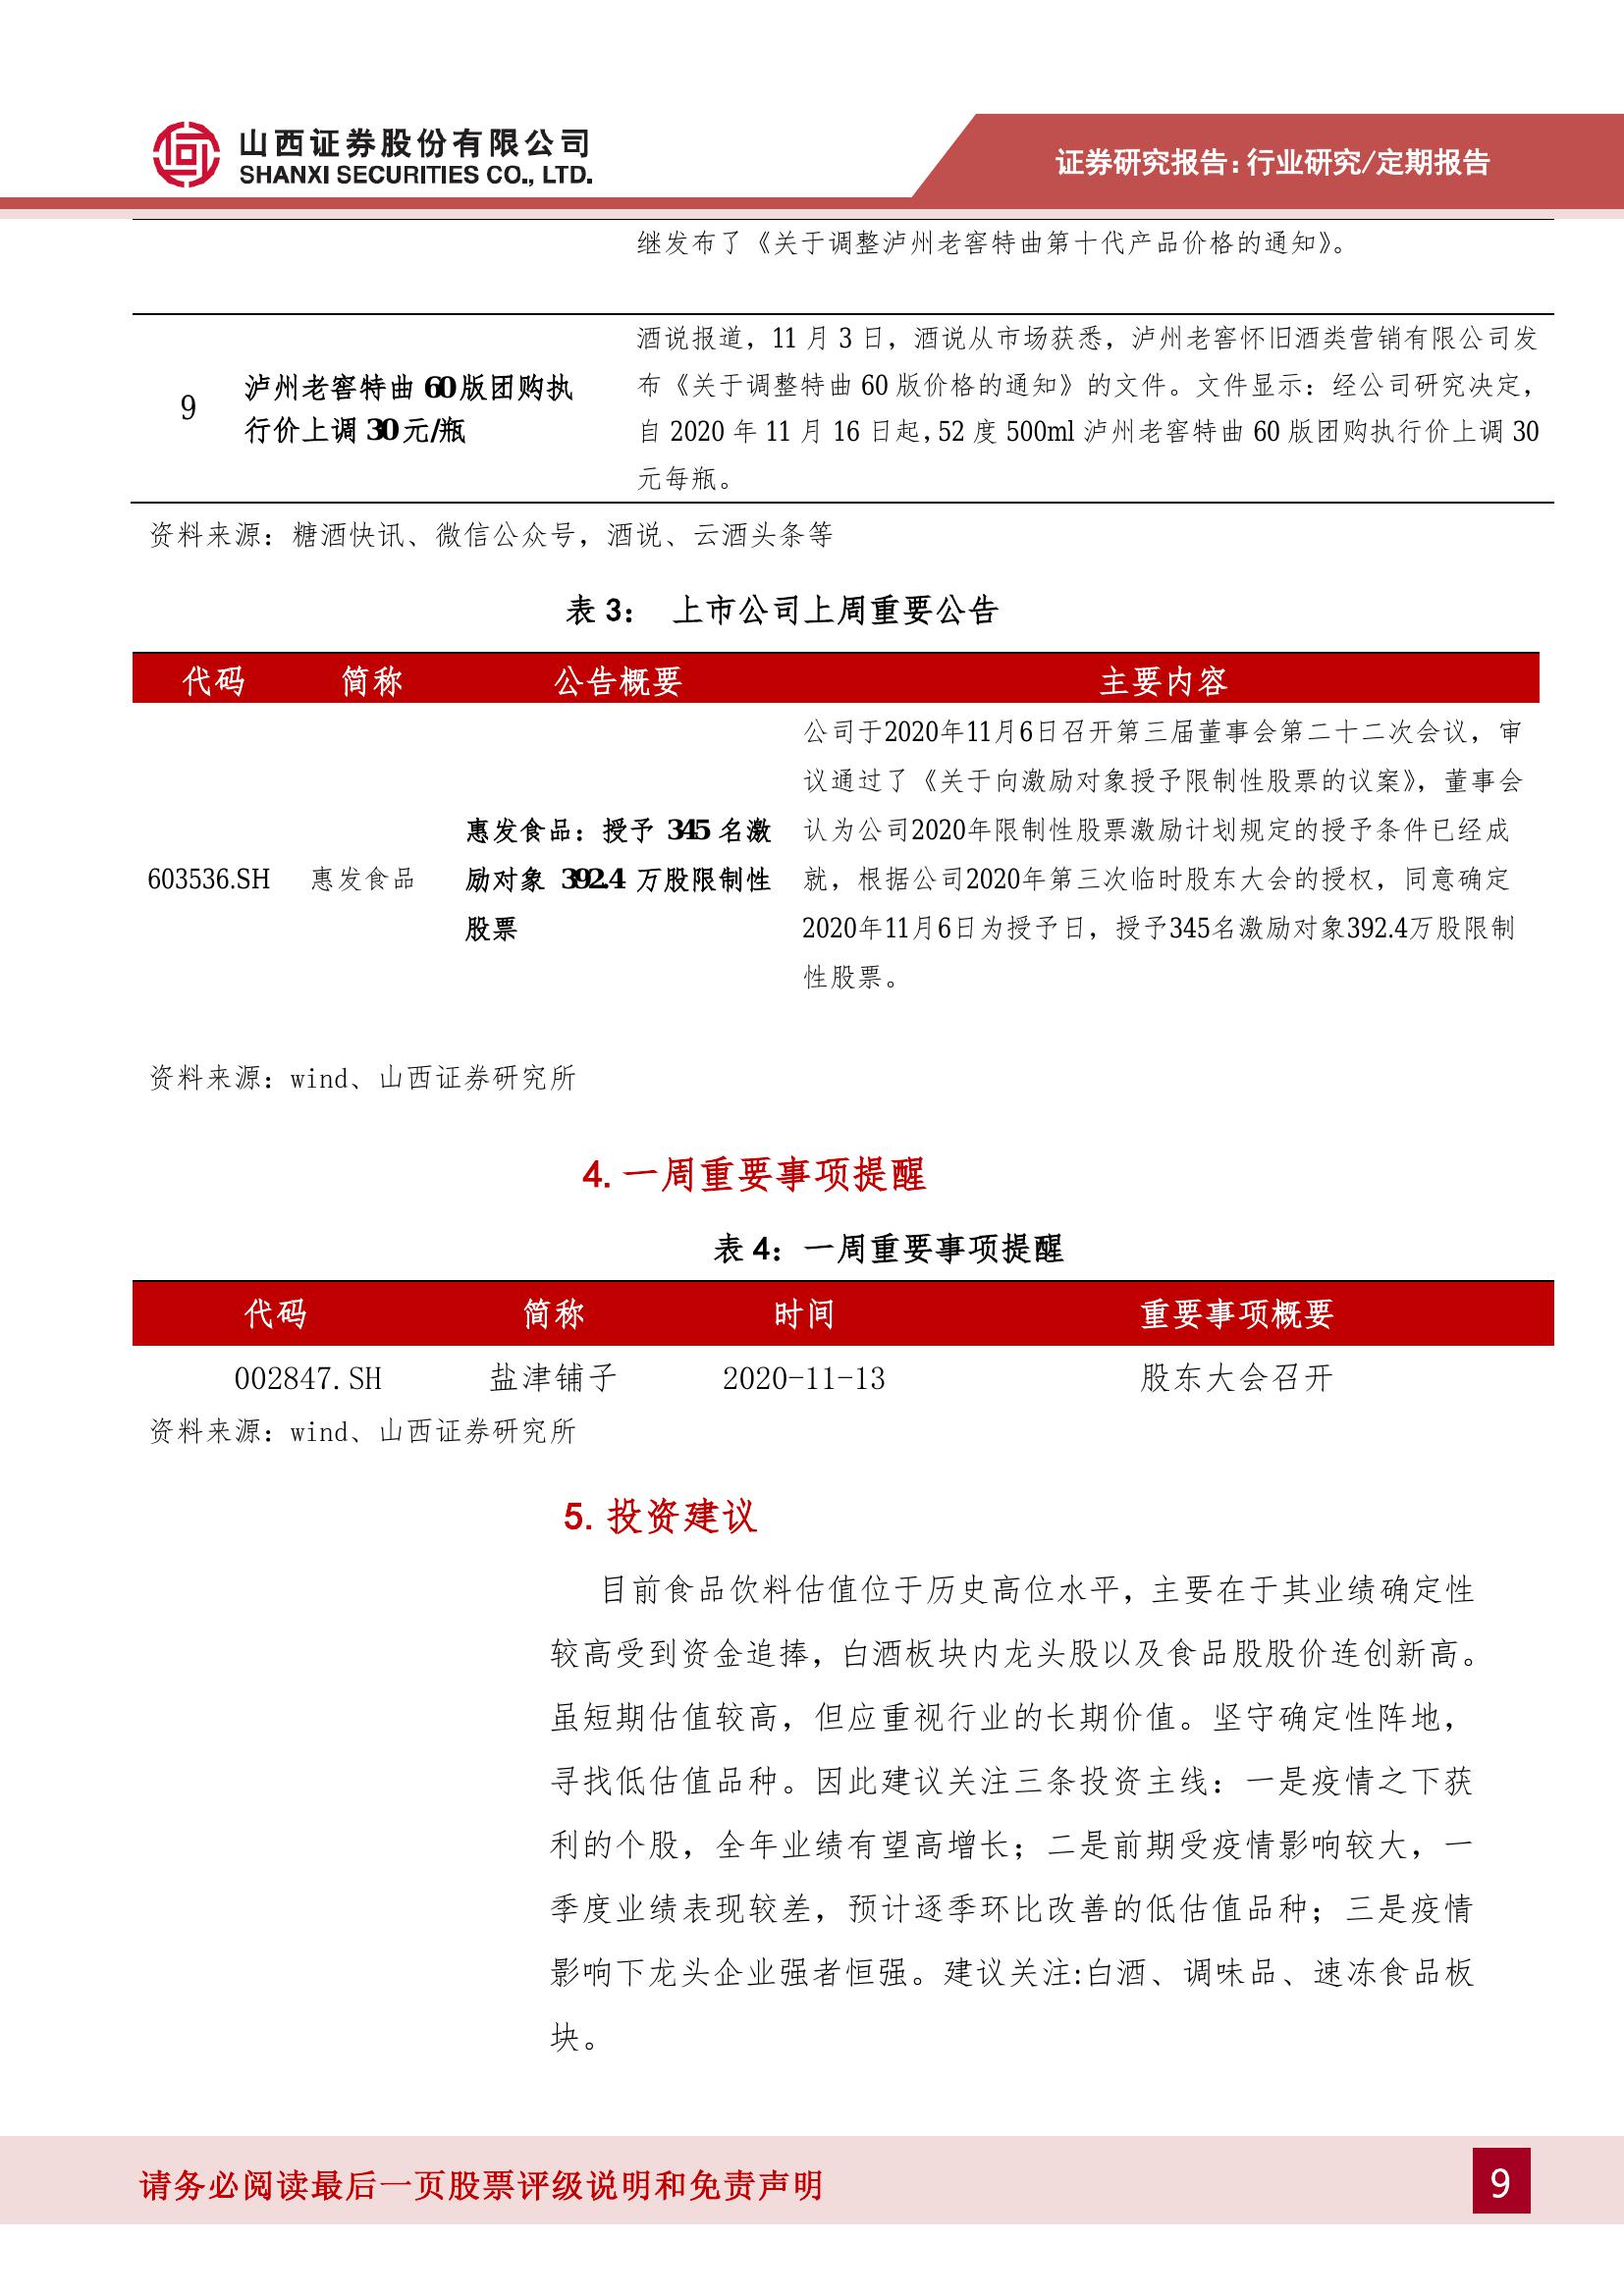 山西证券股份有限公司
SHANXI SECURITIES CO., LTD.
证券研究报告：行业研究/定期报告
继发布了《关于调整泸州老窖特曲第十代产品价格的通知》。
9
泸州老窖特曲 60 版团购执
行价上调 30 元/瓶
酒说报道，11 月 3 日，酒说从市场获悉，泸州老窖怀旧酒类营销有限公司发
布《关于调整特曲 60 版价格的通知》的文件。文件显示：经公司研究决定，
自 2020 年 11 月 16 日起，52 度 500ml 泸州老窖特曲 60 版团购执行价上调 30
元每瓶。
资料来源：糖酒快讯、微信公众号，酒说、云酒头条等
表 3： 上市公司上周重要公告
代码 简称 公告概要 主要内容
603536.SH 惠发食品
惠发食品：授予 345 名激
励对象 392.4 万股限制性
股票
公司于2020年11月6日召开第三届董事会第二十二次会议，审
议通过了《关于向激励对象授予限制性股票的议案》，董事会
认为公司2020年限制性股票激励计划规定的授予条件已经成
就，根据公司2020年第三次临时股东大会的授权，同意确定
2020年11月6日为授予日，授予345名激励对象392.4万股限制
性股票。
资料来源：wind、山西证券研究所
4. 一周重要事项提醒
表 4：一周重要事项提醒
代码 简称 时间 重要事项概要
002847.SH 盐津铺子 2020-11-13 股东大会召开
资料来源：wind、山西证券研究所
5. 投资建议
目前食品饮料估值位于历史高位水平，主要在于其业绩确定性
较高受到资金追捧，白酒板块内龙头股以及食品股股价连创新高。
虽短期估值较高，但应重视行业的长期价值。坚守确定性阵地，
寻找低估值品种。因此建议关注三条投资主线：一是疫情之下获
利的个股，全年业绩有望高增长；二是前期受疫情影响较大，一
季度业绩表现较差，预计逐季环比改善的低估值品种；三是疫情
影响下龙头企业强者恒强。建议关注:白酒、调味品、速冻食品板
块。
请务必阅读最后一页股票评级说明和免责声明
9